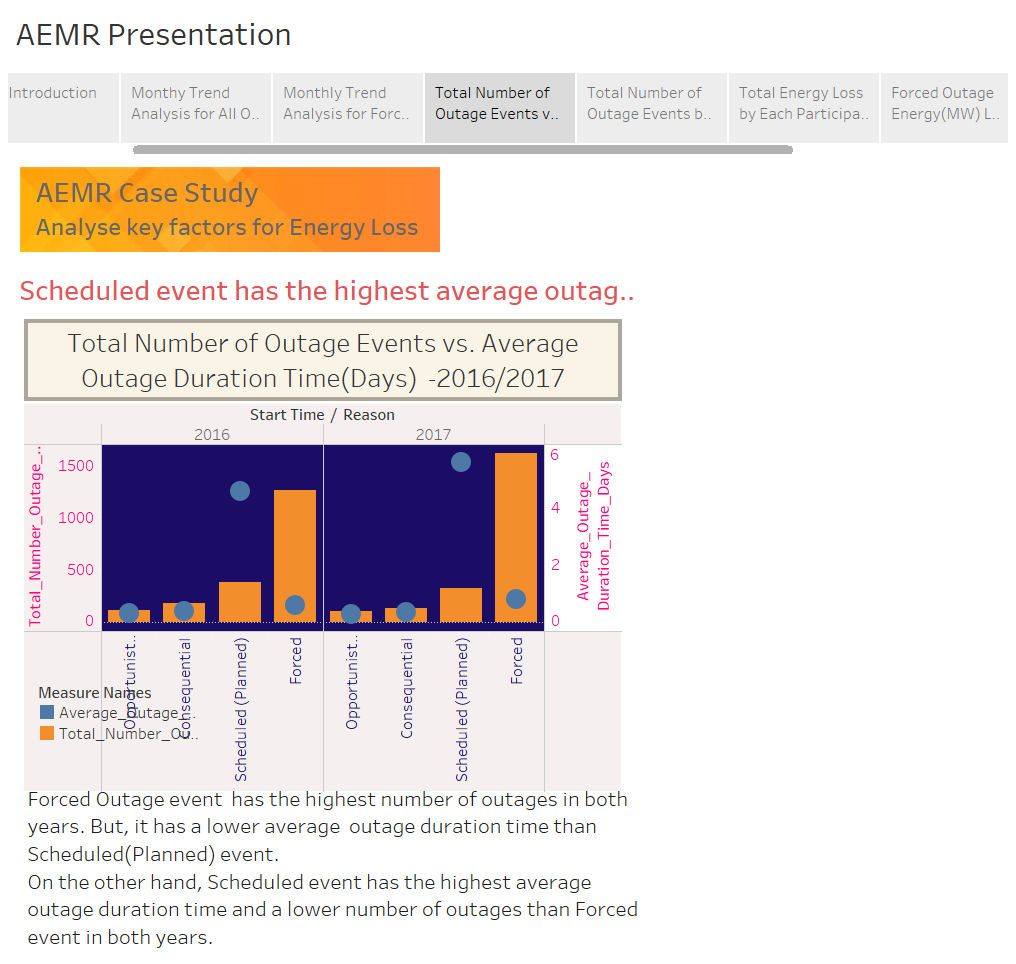 AEMR Presentation
Introduction
Monthy Trend
Analysis for All O..
Monthly Trend
Analysis for Forc..
Total Number of
Outage Events v..
Total Number of
Outage Events b..
Total Energy Loss
by Each Participa..
Forced Outage
Energy(MW) L..
AEMR Case Study
Analyse key factors for Energy Loss
Scheduled event has the highest average outag..
Total Number of Outage Events vs. Average
Outage Duration Time(Days) -2016/2017
Start Time / Reason
2016
2017
Total_Number_Outage_..
1500
1000
500
0
6
4
2
0
Average_Outage_
Duration_Time_Days
Opportunist..
Consequential
Scheduled (Planned)
Forced
Opportunist..
Consequential
Scheduled (Planned)
Forced
Measure Names
Average_Outage_..
Total_Number_Ou..
Forced Outage event has the highest number of outages in both
years. But, it has a lower average outage duration time than
Scheduled(Planned) event.
On the other hand, Scheduled event has the highest average
outage duration time and a lower number of outages than Forced
event in both years.